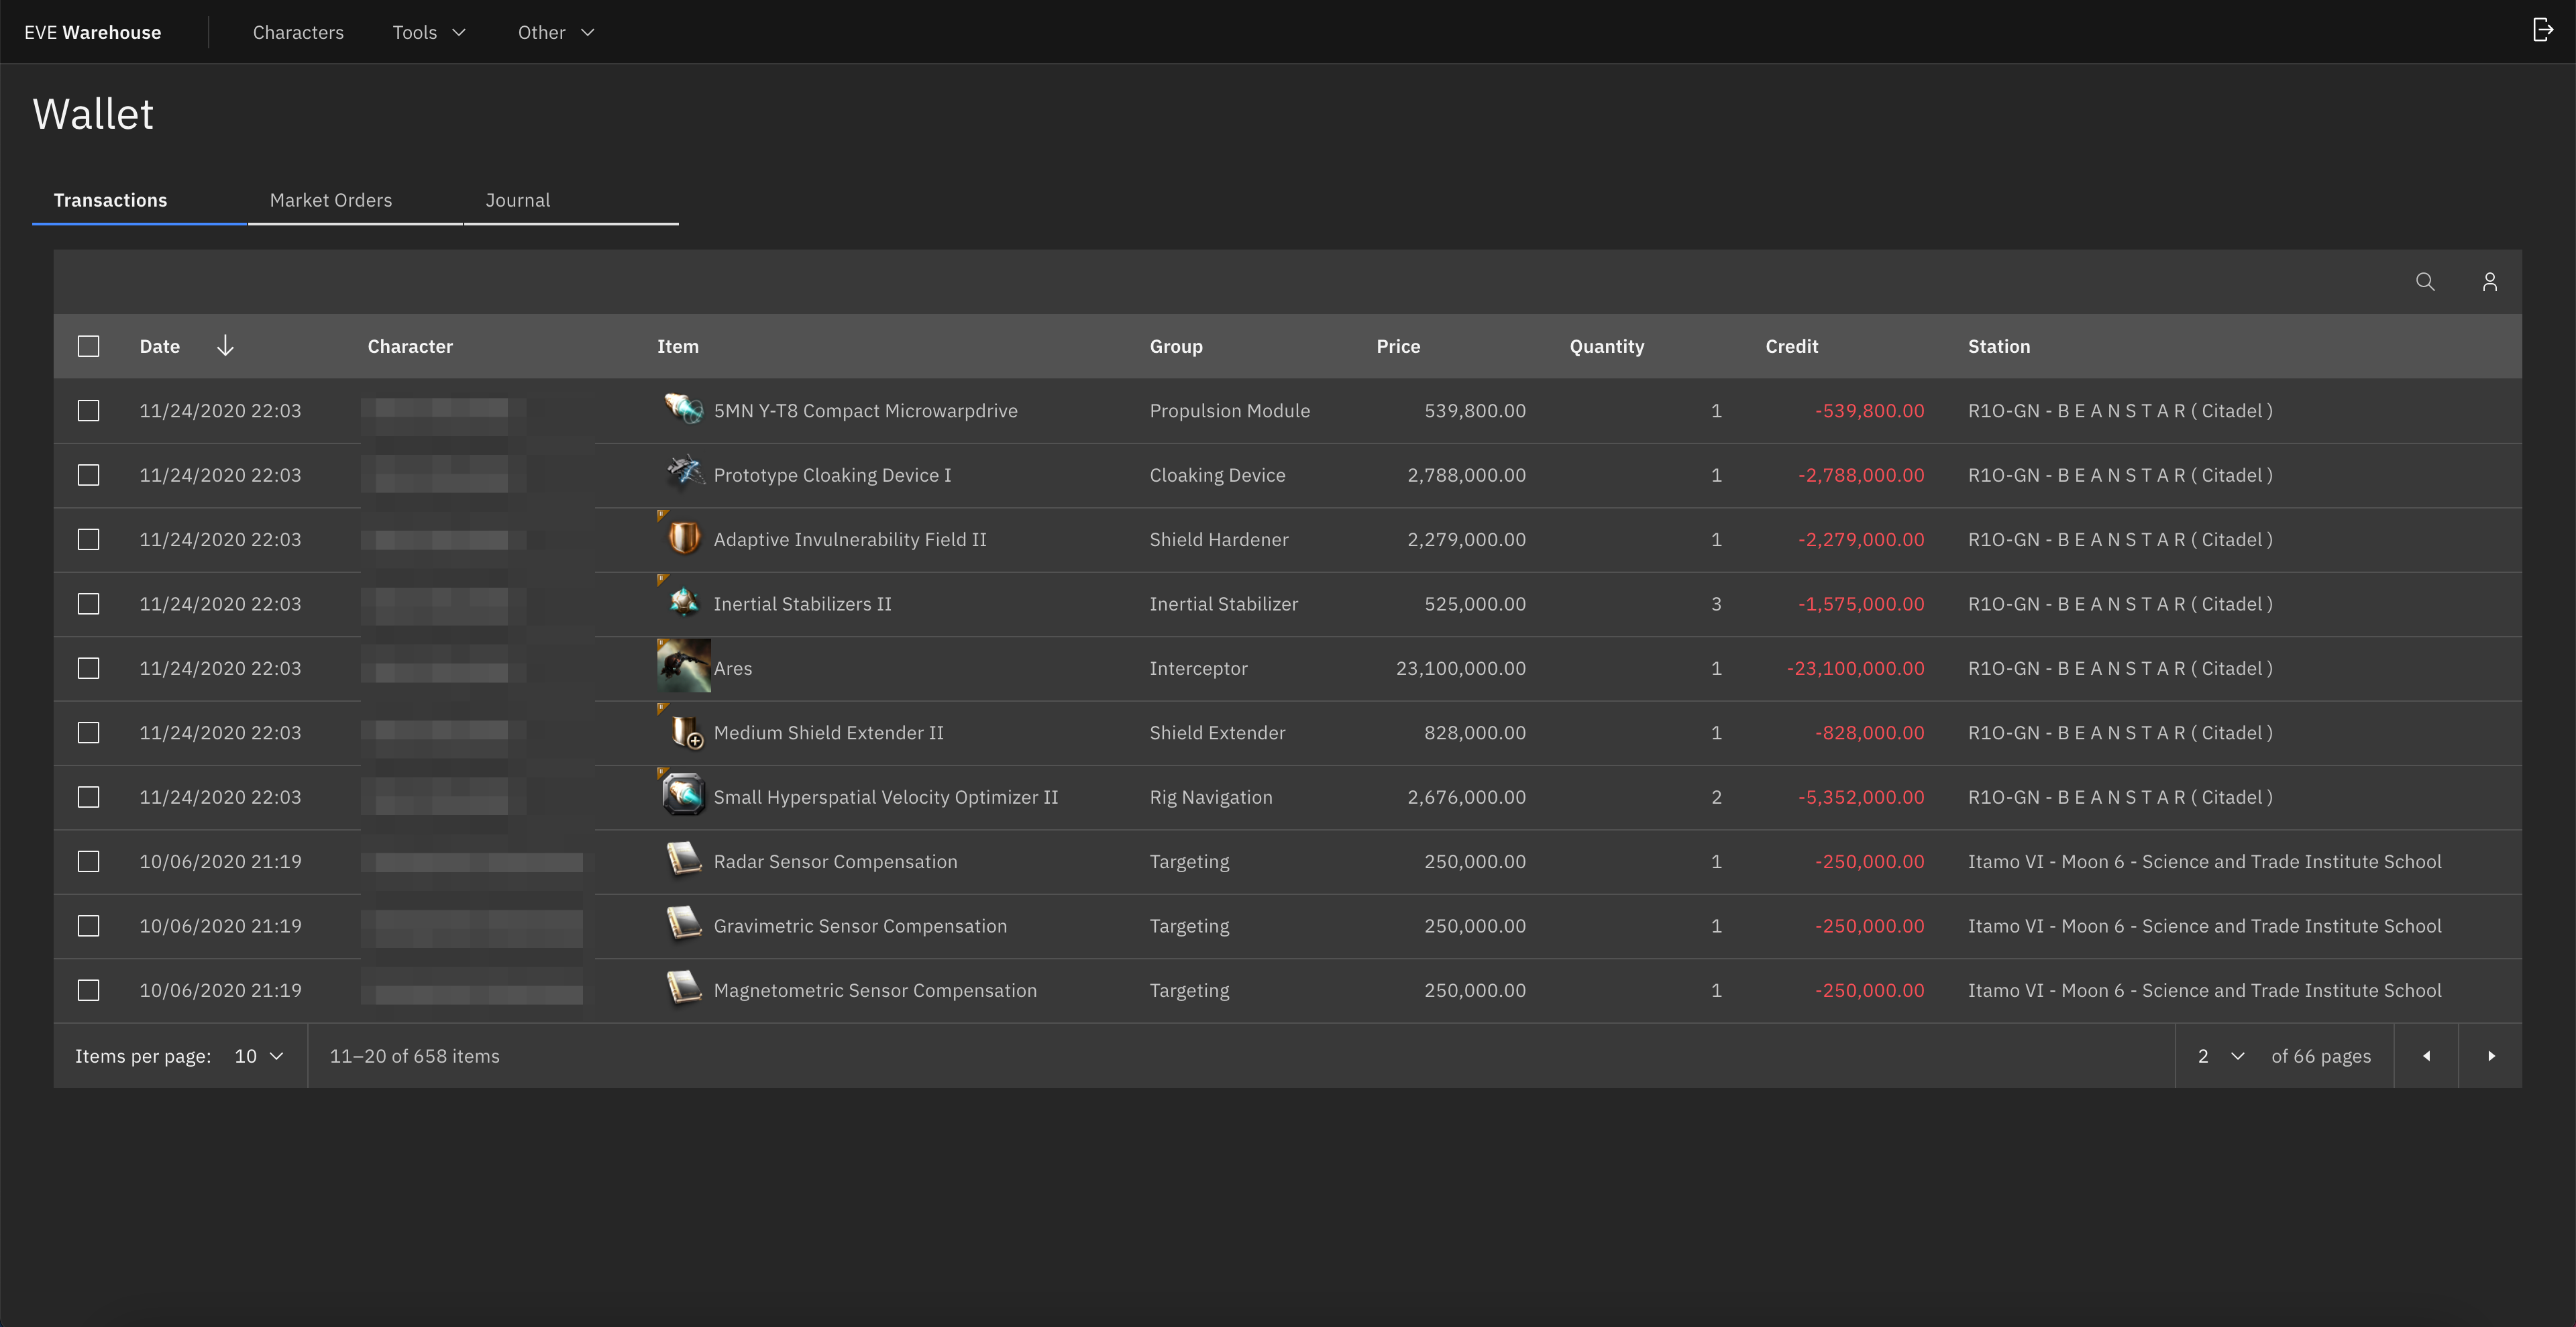 EVE Warehouse Characters Tools Other
Wallet
Transactions Market Orders Journal
Date Character Item Group Price Quantity Credit Station
11/24/2020 22:03 5MN Y-T8 Compact Microwarpdrive Propulsion Module 539,800.00 1 -539,800.00 R1O-GN - B E A N S T A R ( Citadel )
11/24/2020 22:03 Prototype Cloaking Device I Cloaking Device 2,788,000.00 1 -2,788,000.00 R1O-GN - B E A N S T A R ( Citadel )
11/24/2020 22:03 Adaptive Invulnerability Field II Shield Hardener 2,279,000.00 1 -2,279,000.00 R1O-GN - B E A N S T A R ( Citadel )
11/24/2020 22:03 Inertial Stabilizers II Inertial Stabilizer 525,000.00 3 -1,575,000.00 R1O-GN - B E A N S T A R ( Citadel )
11/24/2020 22:03 Ares Interceptor 23,100,000.00 1 -23,100,000.00 R1O-GN - B E A N S T A R ( Citadel )
11/24/2020 22:03 Medium Shield Extender II Shield Extender 828,000.00 1 -828,000.00 R1O-GN - B E A N S T A R ( Citadel )
11/24/2020 22:03 Small Hyperspatial Velocity Optimizer II Rig Navigation 2,676,000.00 2 -5,352,000.00 R1O-GN - B E A N S T A R ( Citadel )
10/06/2020 21:19 Radar Sensor Compensation Targeting 250,000.00 1 -250,000.00 Itamo VI - Moon 6 - Science and Trade Institute School
10/06/2020 21:19 Gravimetric Sensor Compensation Targeting 250,000.00 1 -250,000.00 Itamo VI - Moon 6 - Science and Trade Institute School
10/06/2020 21:19 Magnetometric Sensor Compensation Targeting 250,000.00 1 -250,000.00 Itamo VI - Moon 6 - Science and Trade Institute School
Items per page: 10 11–20 of 658 items 2 of 66 pages